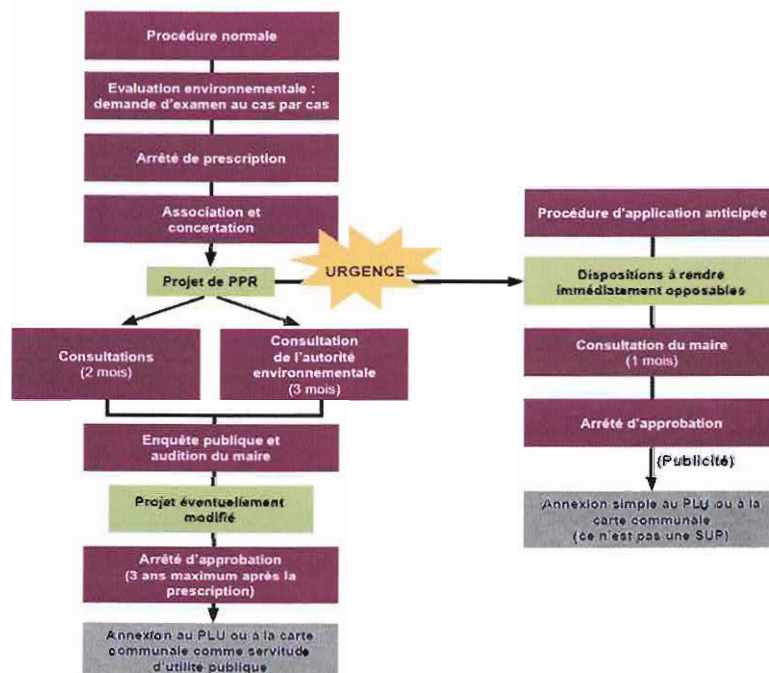 Procédure normale
Evaluation environnementale :
demande d'examen au cas par cas
Arrêté de prescription
Association et
concertation
Projet de PPR
URGENCE
Consultations
(2 mois)
Consultation
de l'autorité
environnementale
(3 mois)
Enquête publique et
audition du maire
Projet éventuellement
modifié
Arrêté d'approbation
(3 ans maximum après la
prescription)
Annexion au PLU ou à la carte
communale comme servitude
d'utilité publique
Procédure d'application anticipée
Dispositions à rendre
immédiatement opposables
Consultation du maire
(1 mois)
Arrêté d'approbation
(Publicité)
Annexion simple au PLU ou à la
carte communale
(ce n'est pas une SUP)